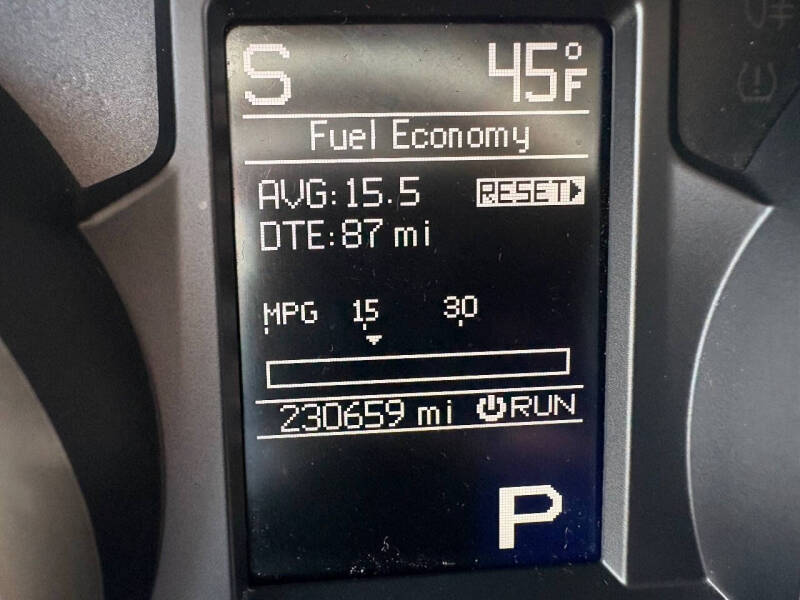 S 45°F
Fuel Economy
AVG:15.5 RESET
DTE:87 mi
MPG 15 30
230659 mi RUN
P